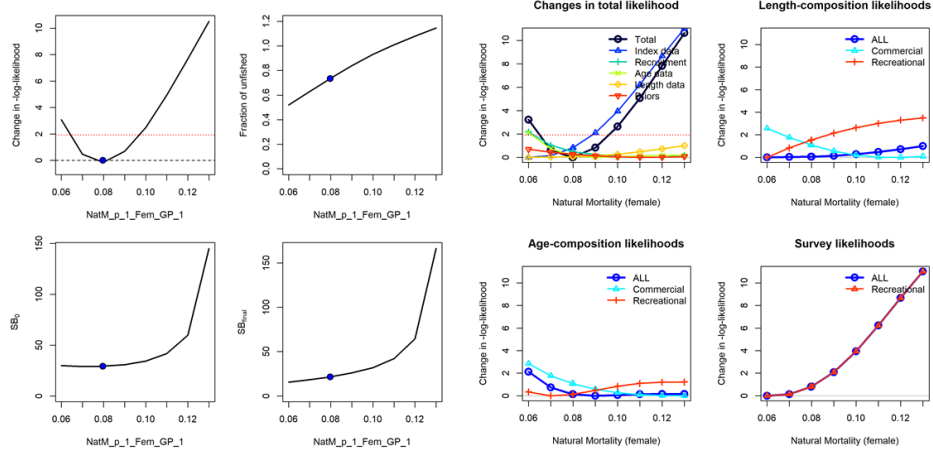 Change in -log-likelihood
0 2 4 6 8 10
0.06 0.08 0.10 0.12
NatM_p_1_Fem_GP_1
Fraction of unfished
0.0 0.2 0.4 0.6 0.8 1.0 1.2
0.06 0.08 0.10 0.12
NatM_p_1_Fem_GP_1
Changes in total likelihood
Change in -log-likelihood
0 2 4 6 8 10
Total
Index data
Recruitment
Age data
Length data
Priors
0.06 0.08 0.10 0.12
Natural Mortality (female)
Length-composition likelihoods
Change in -log-likelihood
0 2 4 6 8 10
ALL
Commercial
Recreational
0.06 0.08 0.10 0.12
Natural Mortality (female)
SB0
0 50 100 150
0.06 0.08 0.10 0.12
NatM_p_1_Fem_GP_1
SBfinal
0 50 100 150
0.06 0.08 0.10 0.12
NatM_p_1_Fem_GP_1
Age-composition likelihoods
Change in -log-likelihood
0 2 4 6 8 10
ALL
Commercial
Recreational
0.06 0.08 0.10 0.12
Natural Mortality (female)
Survey likelihoods
Change in -log-likelihood
0 2 4 6 8 10
ALL
Recreational
0.06 0.08 0.10 0.12
Natural Mortality (female)